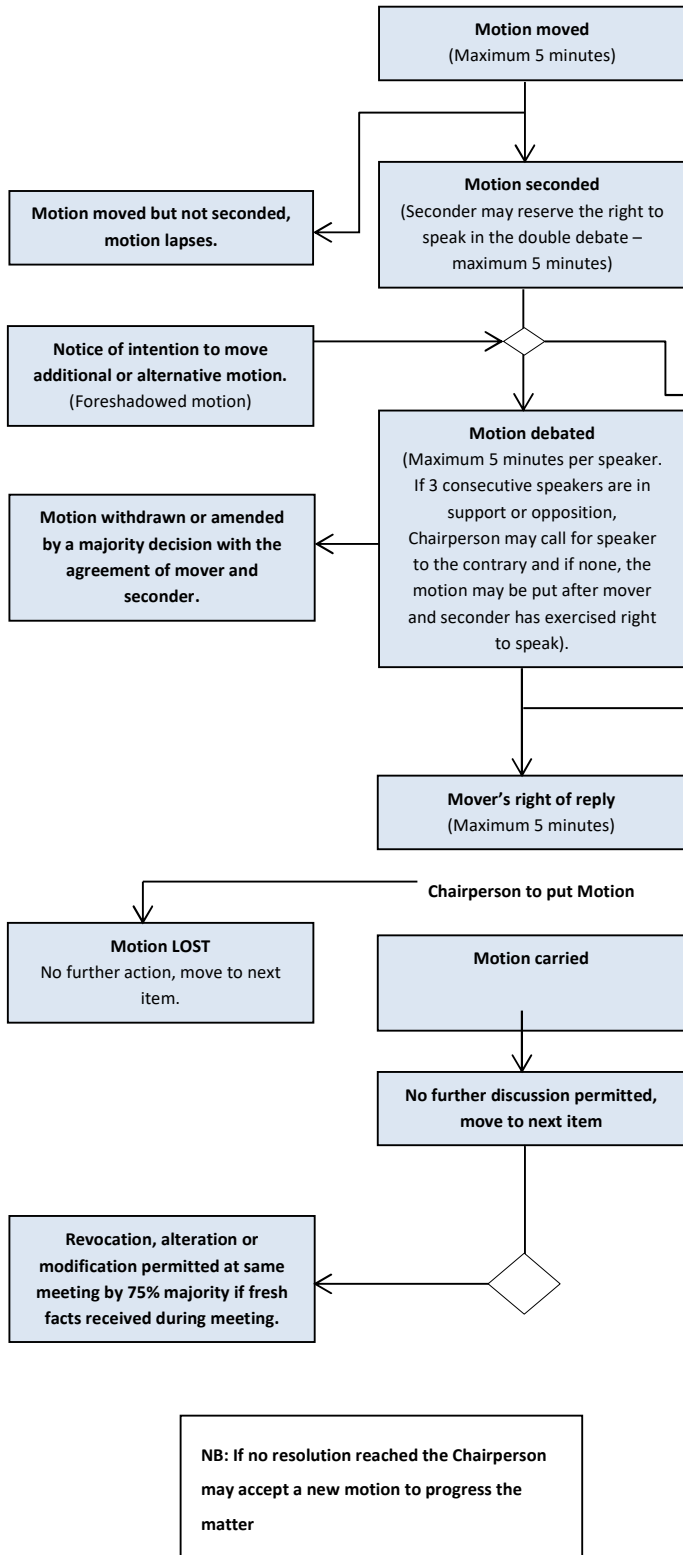 Motion moved
(Maximum 5 minutes)
Motion seconded
(Seconder may reserve the right to
speak in the double debate –
maximum 5 minutes)
Motion moved but not seconded,
motion lapses.
Notice of intention to move
additional or alternative motion.
(Foreshadowed motion)
Motion debated
(Maximum 5 minutes per speaker.
If 3 consecutive speakers are in
support or opposition,
Chairperson may call for speaker
to the contrary and if none, the
motion may be put after mover
and seconder has exercised right
to speak).
Motion withdrawn or amended
by a majority decision with the
agreement of mover and
seconder.
Mover’s right of reply
(Maximum 5 minutes)
Chairperson to put Motion
Motion LOST
No further action, move to next
item.
Motion carried
No further discussion permitted,
move to next item
Revocation, alteration or
modification permitted at same
meeting by 75% majority if fresh
facts received during meeting.
NB: If no resolution reached the Chairperson
may accept a new motion to progress the
matter